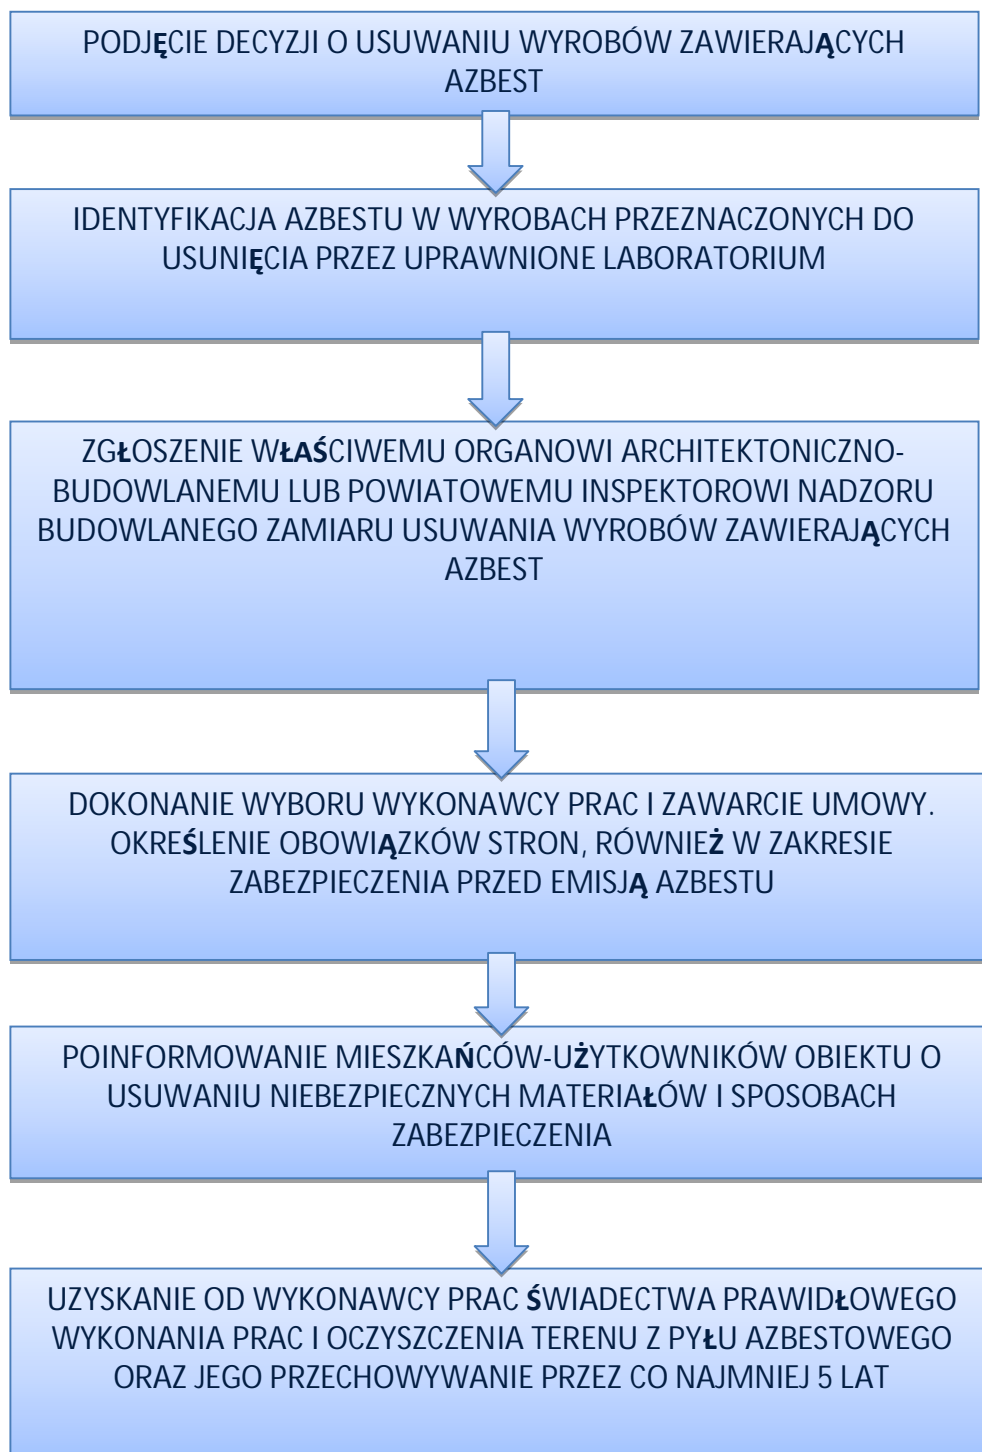 PODJĘCIE DECYZJI O USUWANIU WYROBÓW ZAWIERAJĄCYCH
AZBEST
IDENTYFIKACJA AZBESTU W WYROBACH PRZEZNACZONYCH DO
USUNIĘCIA PRZEZ UPRAWNIONE LABORATORIUM
ZGŁOSZENIE WŁAŚCIWEMU ORGANOWI ARCHITEKTONICZNO-
BUDOWLANEMU LUB POWIATOWEMU INSPEKTOROWI NADZORU
BUDOWLANEGO ZAMIARU USUWANIA WYROBÓW ZAWIERAJĄCYCH
AZBEST
DOKONANIE WYBORU WYKONAWCY PRAC I ZAWARCIE UMOWY.
OKREŚLENIE OBOWIĄZKÓW STRON, RÓWNIEŻ W ZAKRESIE
ZABEZPIECZENIA PRZED EMISJĄ AZBESTU
POINFORMOWANIE MIESZKAŃCÓW-UŻYTKOWNIKÓW OBIEKTU O
USUWANIU NIEBEZPIECZNYCH MATERIAŁÓW I SPOSOBACH
ZABEZPIECZENIA
UZYSKANIE OD WYKONAWCY PRAC ŚWIADECTWA PRAWIDŁOWEGO
WYKONANIA PRAC I OCZYSZCZENIA TERENU Z PYŁU AZBESTOWEGO
ORAZ JEGO PRZECHOWYWANIE PRZEZ CO NAJMNIEJ 5 LAT